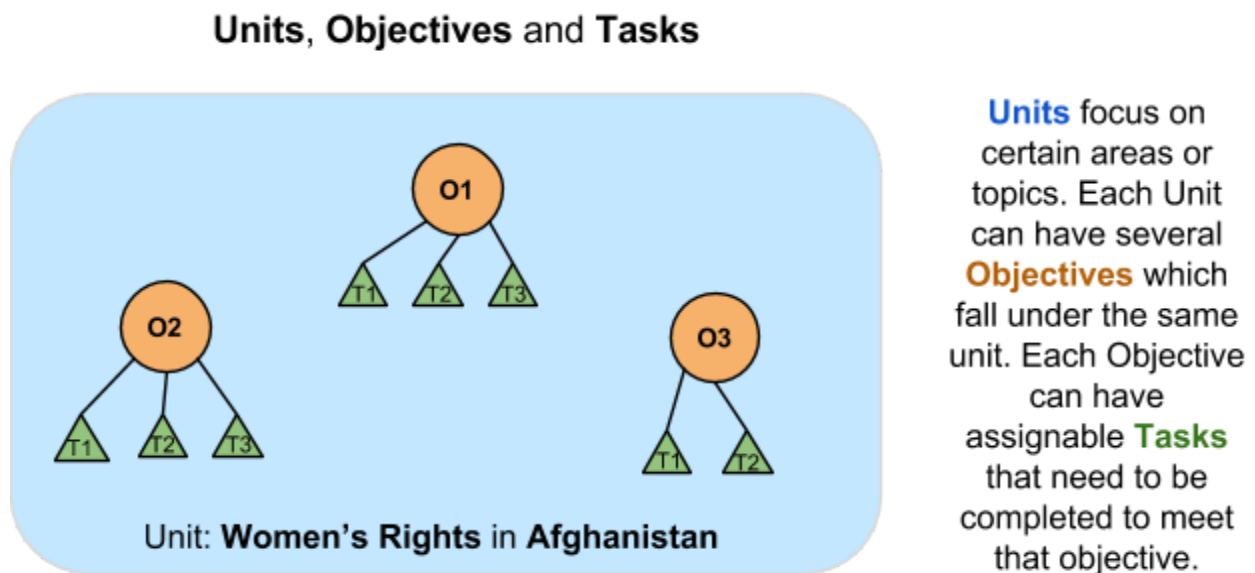 Units, Objectives and Tasks
O1
T1 T2 T3
O2
T1 T2 T3
O3
T1 T2
Unit: Women's Rights in Afghanistan
Units focus on
certain areas or
topics. Each Unit
can have several
Objectives which
fall under the same
unit. Each Objective
can have
assignable Tasks
that need to be
completed to meet
that objective.